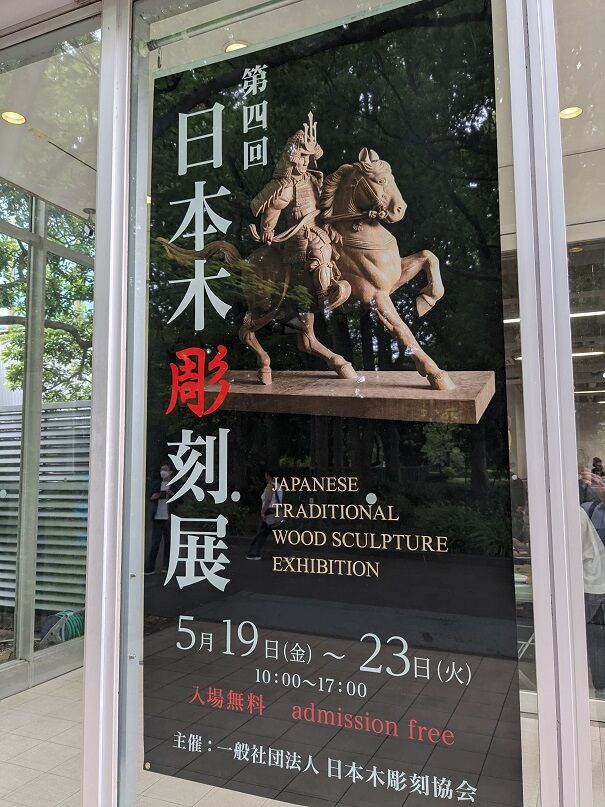 第四回
日本木彫刻展
JAPANESE
TRADITIONAL
WOOD SCULPTURE
EXHIBITION
5月19日(金)～23日(火)
10:00～17:00
入場無料 admission free
主催：一般社団法人 日本木彫刻協会